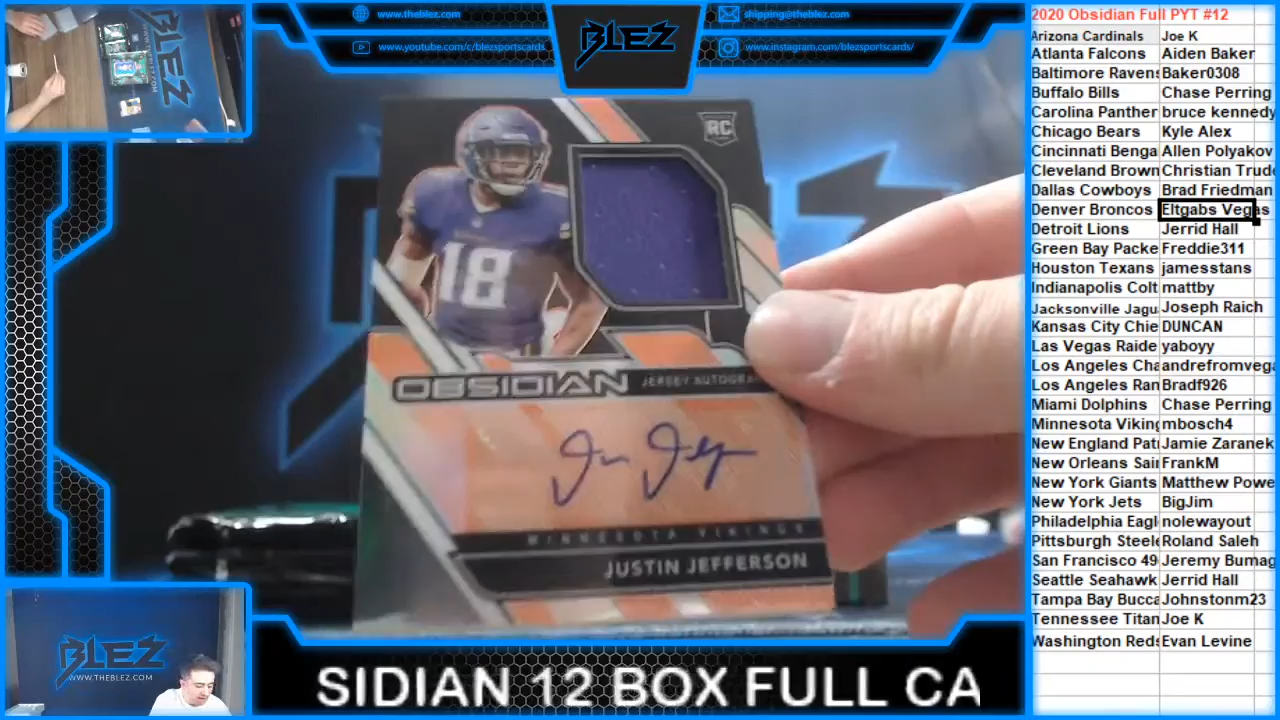 www.theblez.com
www.youtube.com/c/blezsportscards
BLEZ
shipping@theblez.com
www.instagram.com/blezsportscards/
BLEZ
RC
18
OBSIDIAN JERSEY AUTOGRA
MINNESOTA VIKINGS
JUSTIN JEFFERSON
BLEZ
WWW.THEBLEZ.COM
SIDIAN 12 BOX FULL CA
2020 Obsidian Full PYT #12
Arizona Cardinals Joe K
Atlanta Falcons Aiden Baker
Baltimore Ravens Baker0308
Buffalo Bills Chase Perring
Carolina Panther bruce kennedy
Chicago Bears Kyle Alex
Cincinnati Benga Allen Polyakov
Cleveland Brown Christian Trude
Dallas Cowboys Brad Friedman
Denver Broncos Eltgabs Vegas
Detroit Lions Jerrid Hall
Green Bay Packe Freddie311
Houston Texans jamesstans
Indianapolis Colt mattby
Jacksonville Jagu Joseph Raich
Kansas City Chie DUNCAN
Las Vegas Raide yaboyy
Los Angeles Cha andrefromvega
Los Angeles Ran Bradf926
Miami Dolphins Chase Perring
Minnesota Viking mbosch4
New England Pat Jamie Zaranek
New Orleans Sai FrankM
New York Giants Matthew Powe
New York Jets BigJim
Philadelphia Eagl nolewayout
Pittsburgh Steele Roland Saleh
San Francisco 49 Jeremy Bumag
Seattle Seahawk Jerrid Hall
Tampa Bay Bucca Johnstonm23
Tennessee Titan Joe K
Washington Reds Evan Levine